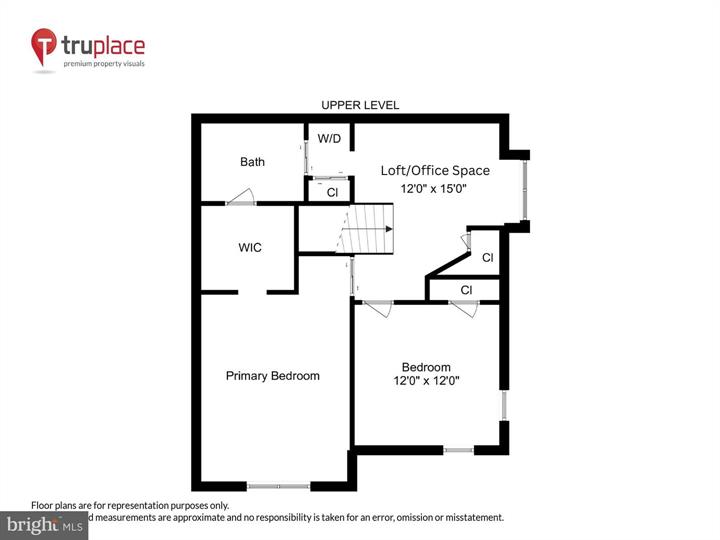 truplace
premium property visuals
UPPER LEVEL
W/D
Bath
Loft/Office Space
12'0" x 15'0"
Cl
WIC
Cl
Cl
Bedroom
12'0" x 12'0"
Primary Bedroom
Floor plans are for representation purposes only.
d measurements are approximate and no responsibility is taken for an error, omission or misstatement.
bright MLS